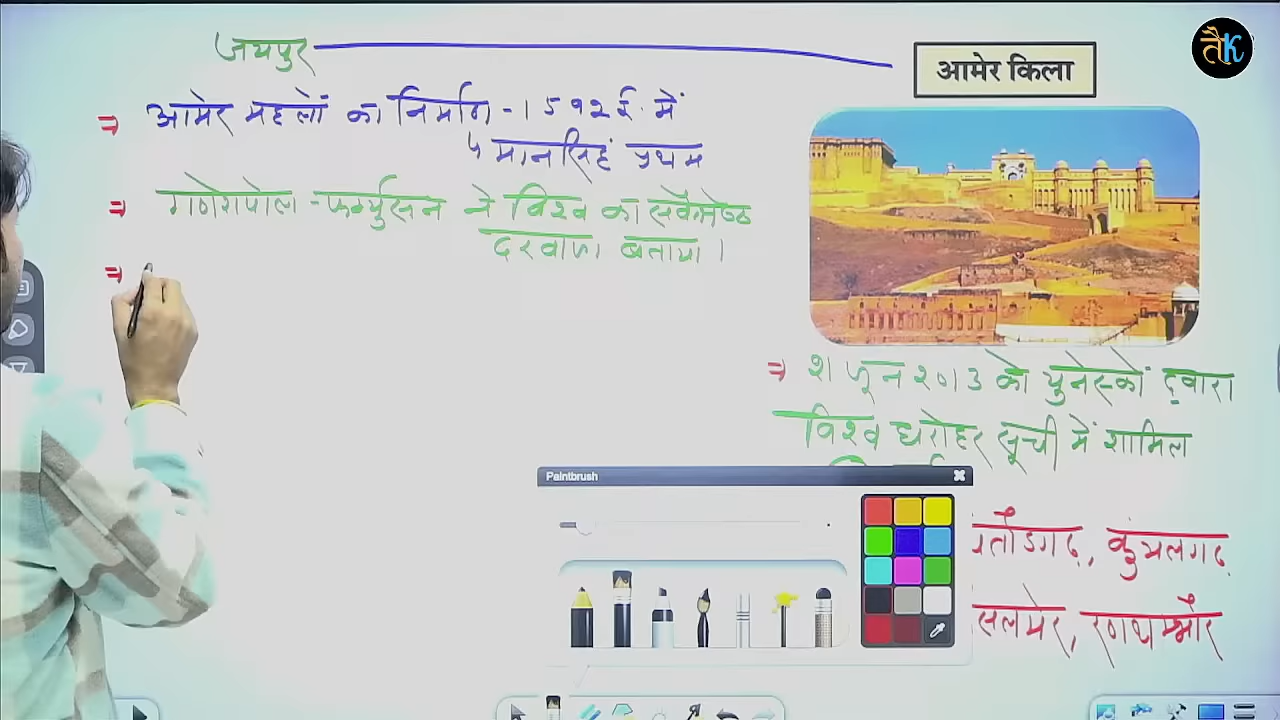 जयपुर
आमेर किला
तैK
⇒ आमेर महलों का निर्माण - 1592 ई. में
↳ मानसिंह प्रथम
⇒ गणेशपोल - फर्ग्युसन ने विश्व का सर्वश्रेष्ठ
दरवाजा बताया।
⇒
⇒ 21 जून 2013 को युनेस्को द्वारा
विश्व धरोहर सूची में शामिल
Paintbrush
त्तौडगढ़, कुंभलगढ़
सलमेर, रणथम्भौर